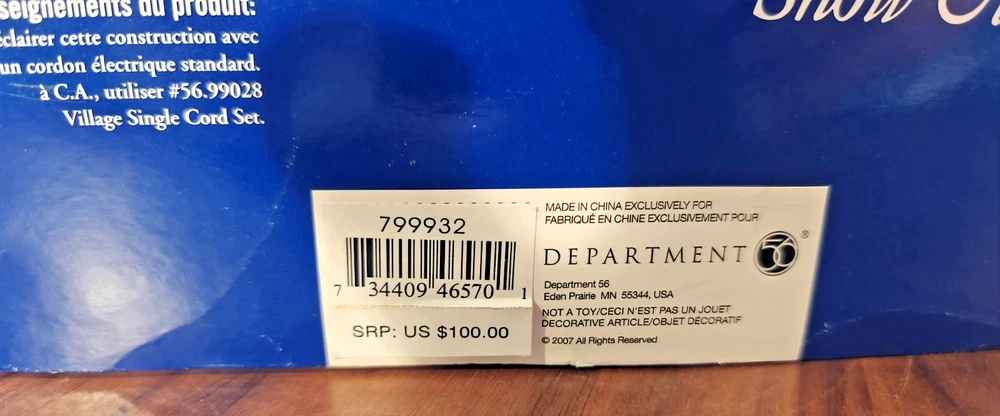 seignements du produit:
éclairer cette construction avec
un cordon électrique standard.
à C.A., utiliser #56.99028
Village Single Cord Set.
Snow
799932
7 34409 46570 1
SRP: US $100.00
MADE IN CHINA EXCLUSIVELY FOR
FABRIQUÉ EN CHINE EXCLUSIVEMENT POUR
DEPARTMENT 56 ®
Department 56
Eden Prairie MN 55344, USA
NOT A TOY/CECI N'EST PAS UN JOUET
DECORATIVE ARTICLE/OBJET DÉCORATIF
© 2007 All Rights Reserved